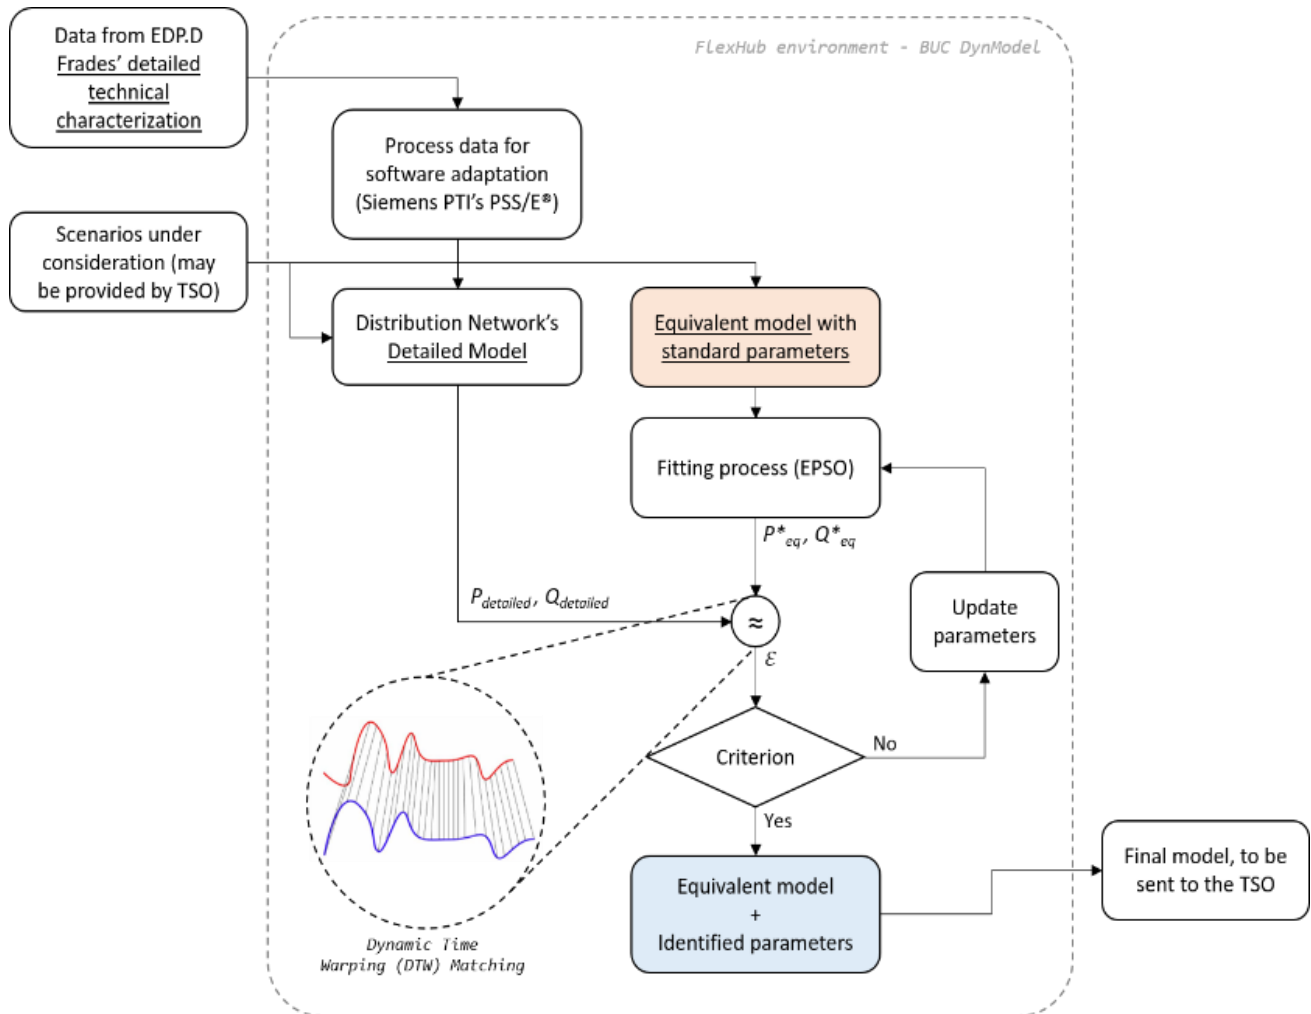 FlexHub environment - BUC DynModel
Data from EDP.D
Frades' detailed
technical
characterization
Process data for
software adaptation
(Siemens PTI's PSS/E®)
Scenarios under
consideration (may
be provided by TSO)
Distribution Network's
Detailed Model
Equivalent model with
standard parameters
Fitting process (EPSO)
P*eq, Q*eq
Pdetailed, Qdetailed
≈
Update
parameters
ε
Criterion
No
Yes
Equivalent model
+
Identified parameters
Final model, to be
sent to the TSO
Dynamic Time
Warping (DTW) Matching